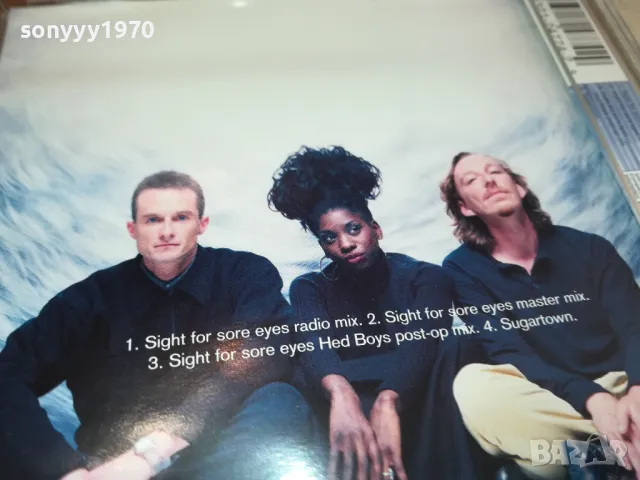 sonyyy1970
1. Sight for sore eyes radio mix. 2. Sight for sore eyes master mix.
3. Sight for sore eyes Hed Boys post-op mix. 4. Sugartown.
bazar